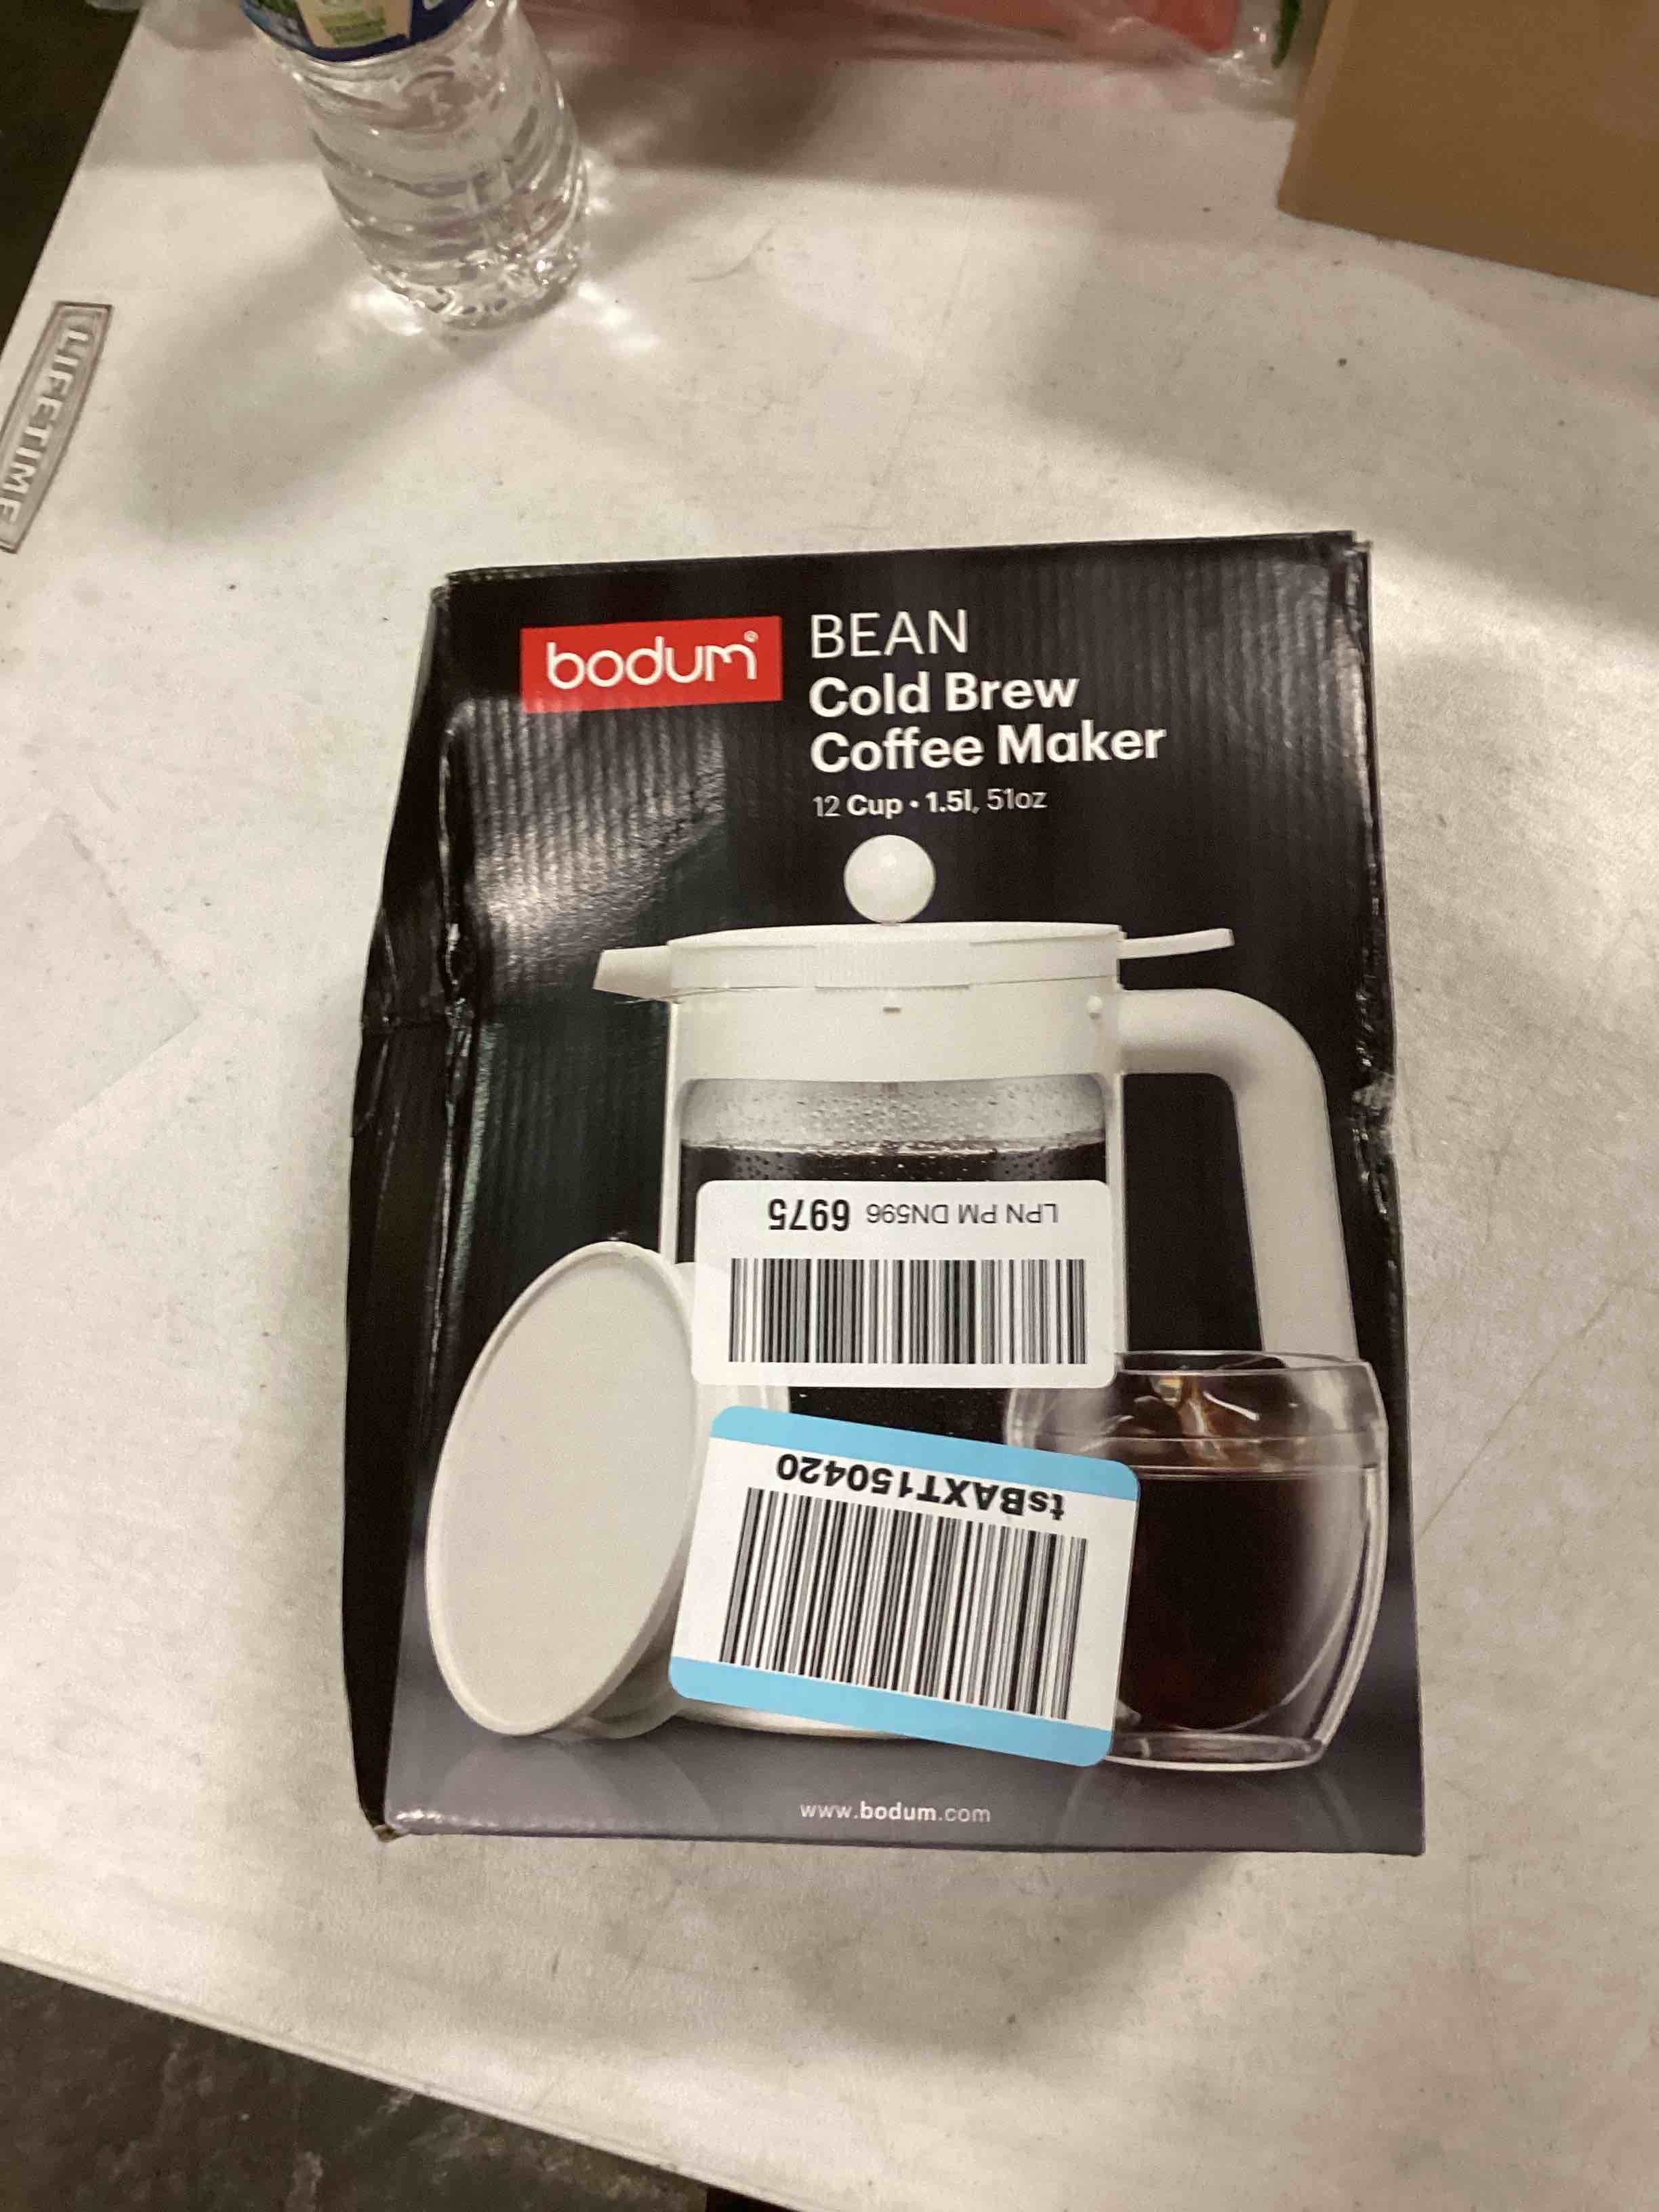 LIFETIME
bodum®
BEAN
Cold Brew
Coffee Maker
12 Cup • 1.5l, 51oz
LPN PM DN596 6975
tsBAXT150420
www.bodum.com